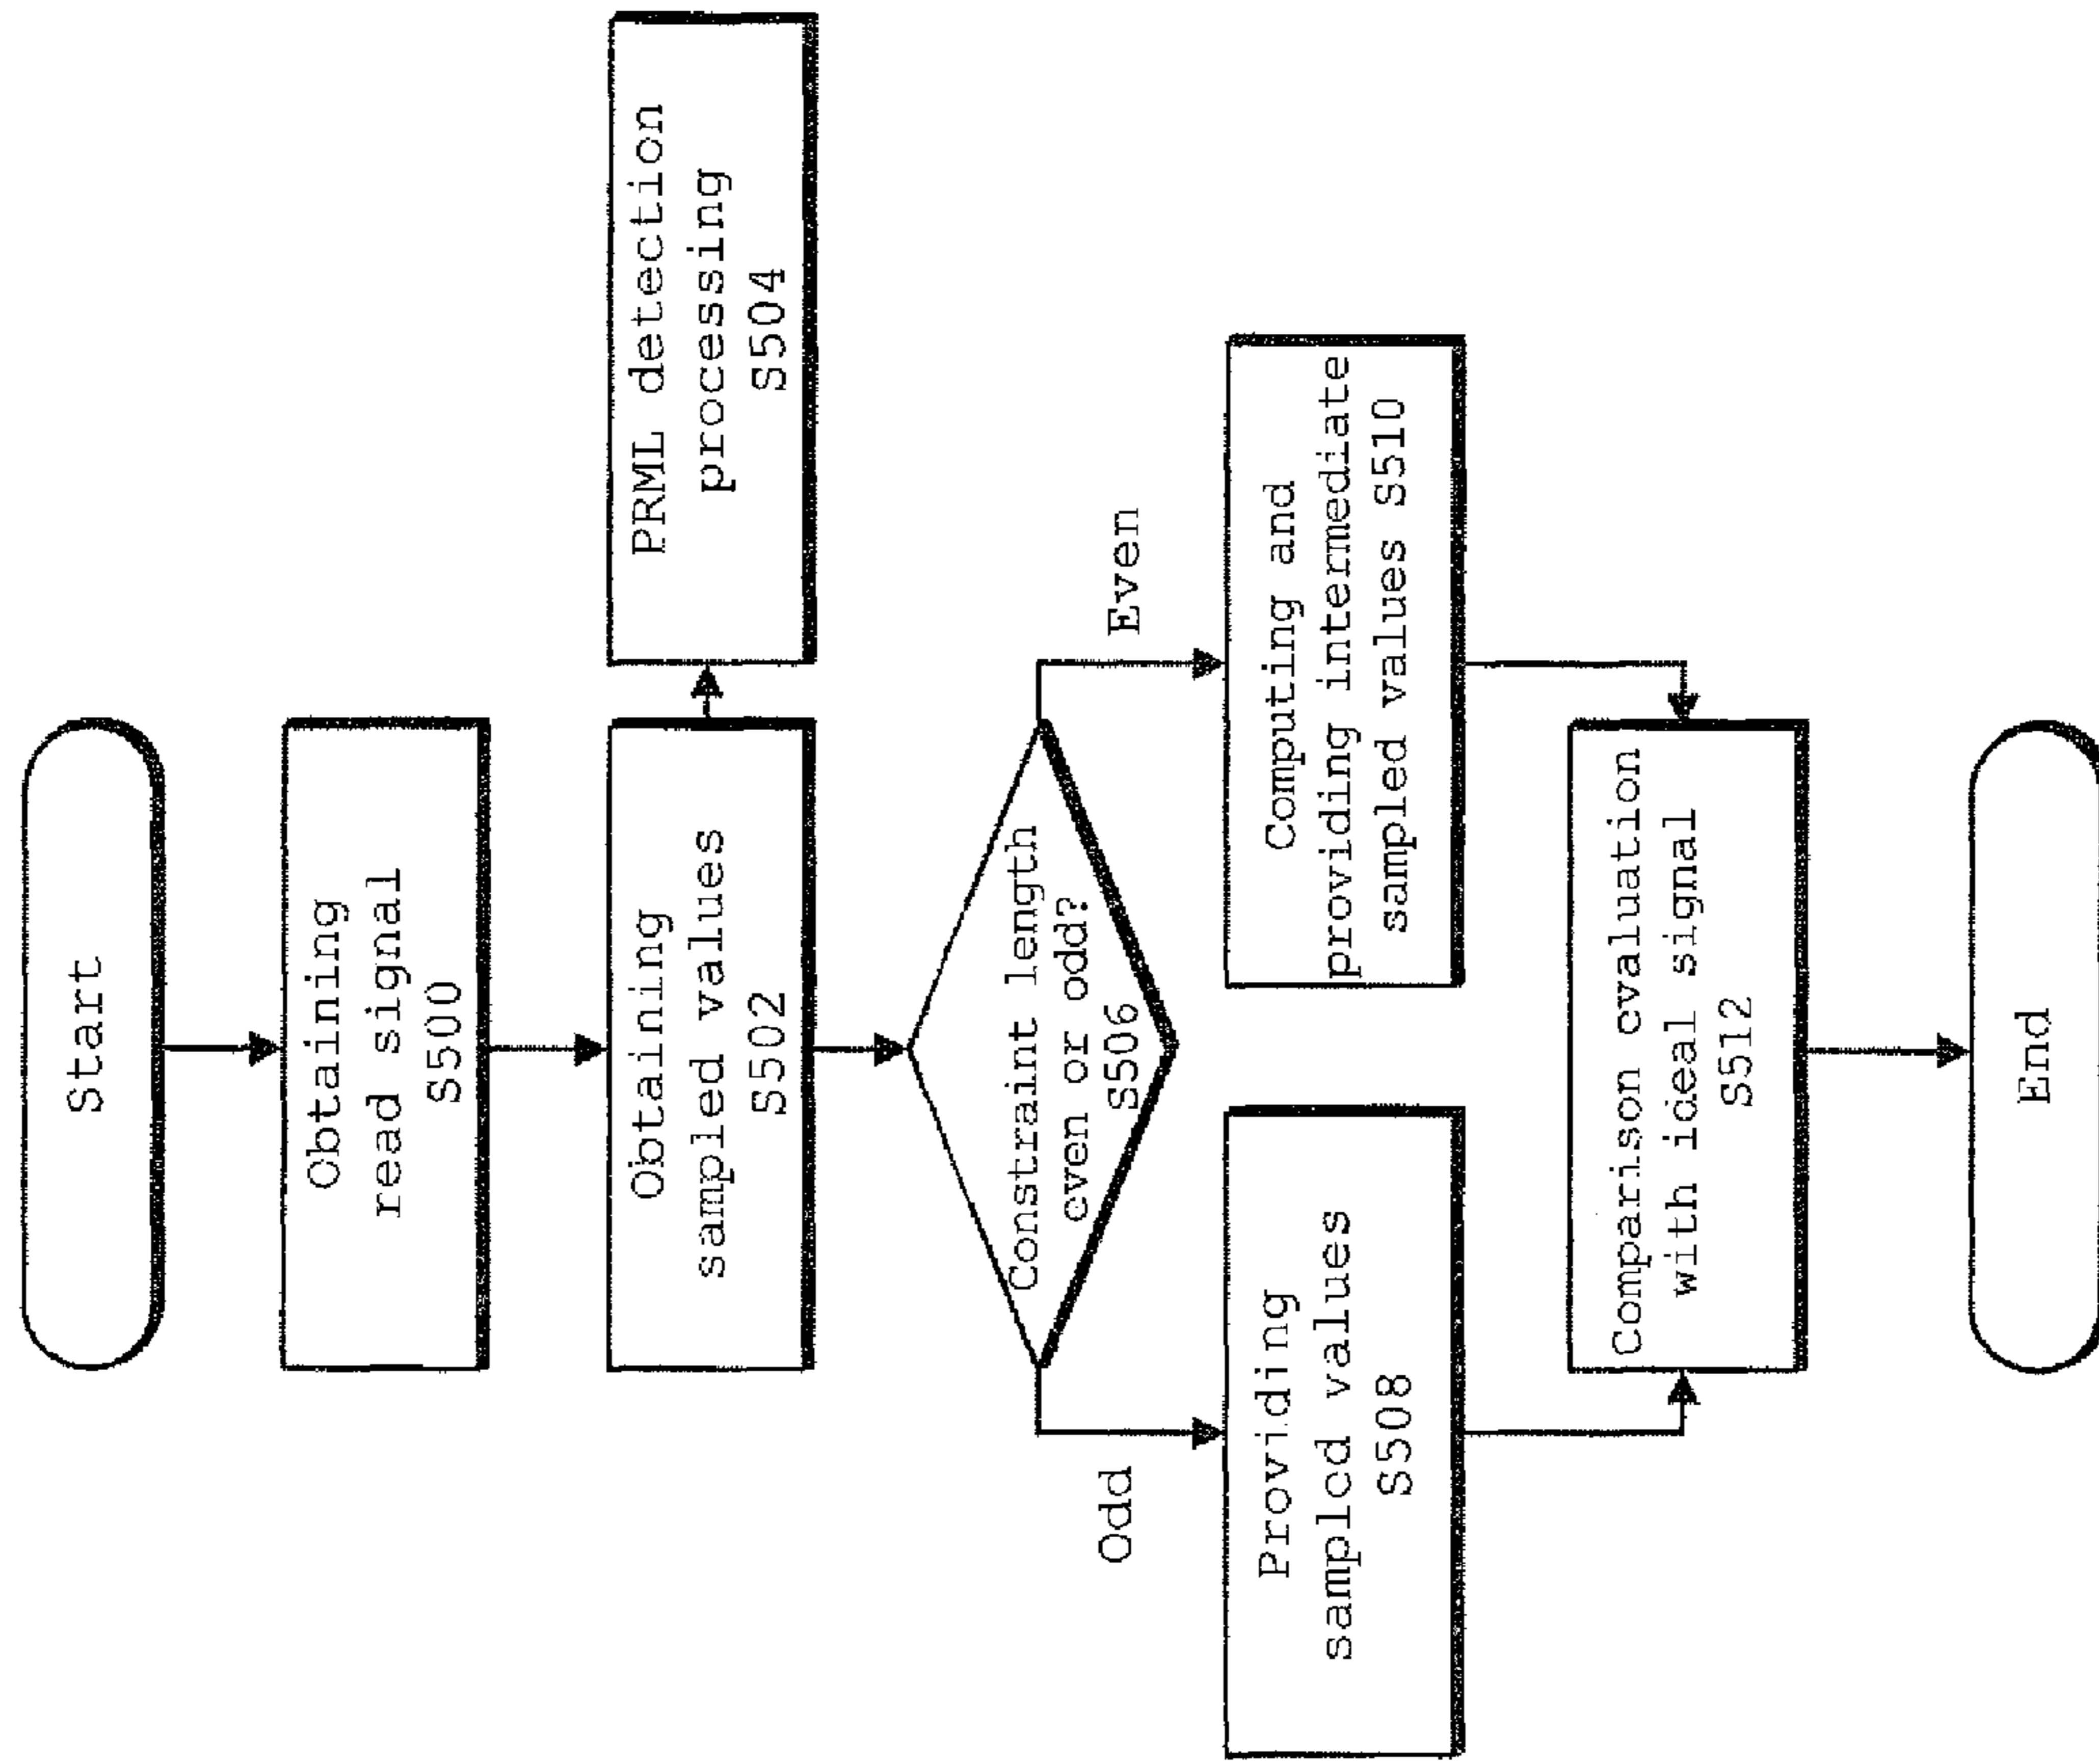 Start
Obtaining
read signal
S500
Obtaining
sampled values
S502
PRML detection
processing
S504
Constraint length
even or odd?
S506
Odd
Even
Providing
sampled values
S508
Computing and
providing intermediate
sampled values S510
Comparison evaluation
with ideal signal
S512
End